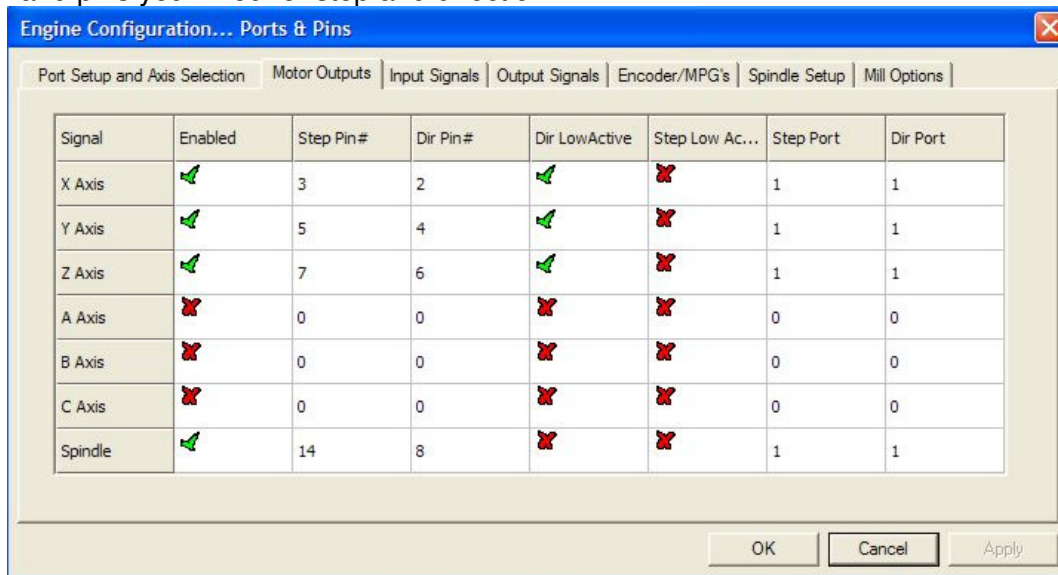 Engine Configuration... Ports & Pins
Port Setup and Axis Selection Motor Outputs Input Signals Output Signals Encoder/MPG's Spindle Setup Mill Options
Signal Enabled Step Pin# Dir Pin# Dir LowActive Step Low Ac... Step Port Dir Port
X Axis 3 2 1 1
Y Axis 5 4 1 1
Z Axis 7 6 1 1
A Axis 0 0 0 0
B Axis 0 0 0 0
C Axis 0 0 0 0
Spindle 14 8 1 1
OK Cancel Apply